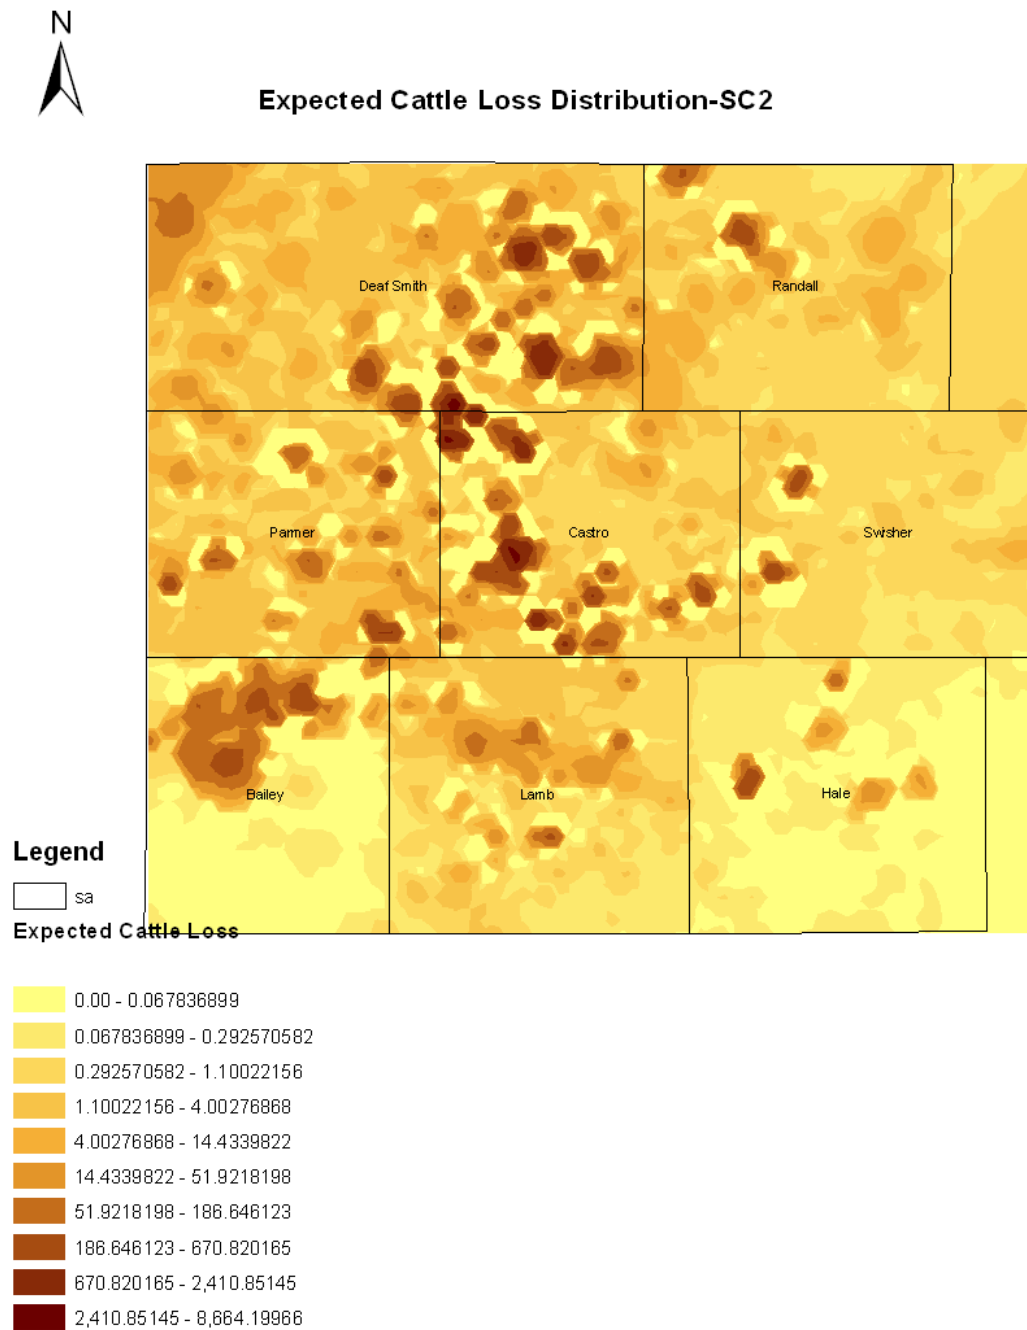 N
Expected Cattle Loss Distribution-SC2
Deaf Smith
Randall
Parmer
Castro
Swisher
Bailey
Lamb
Hale
Legend
sa
Expected Cattle Loss
0.00 - 0.067836899
0.067836899 - 0.292570582
0.292570582 - 1.10022156
1.10022156 - 4.00276868
4.00276868 - 14.4339822
14.4339822 - 51.9218198
51.9218198 - 186.646123
186.646123 - 670.820165
670.820165 - 2,410.85145
2,410.85145 - 8,664.19966